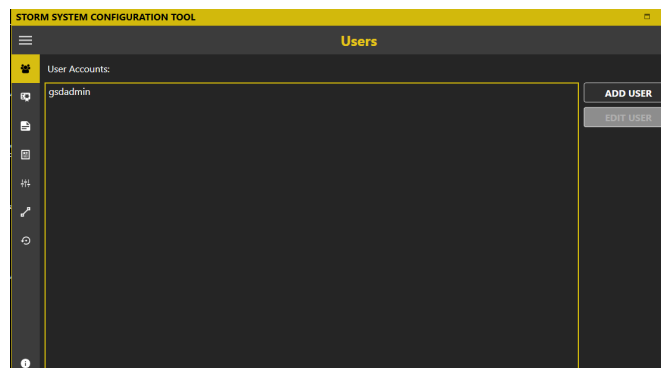 STORM SYSTEM CONFIGURATION TOOL
Users
User Accounts:
gsdadmin
ADD USER
EDIT USER